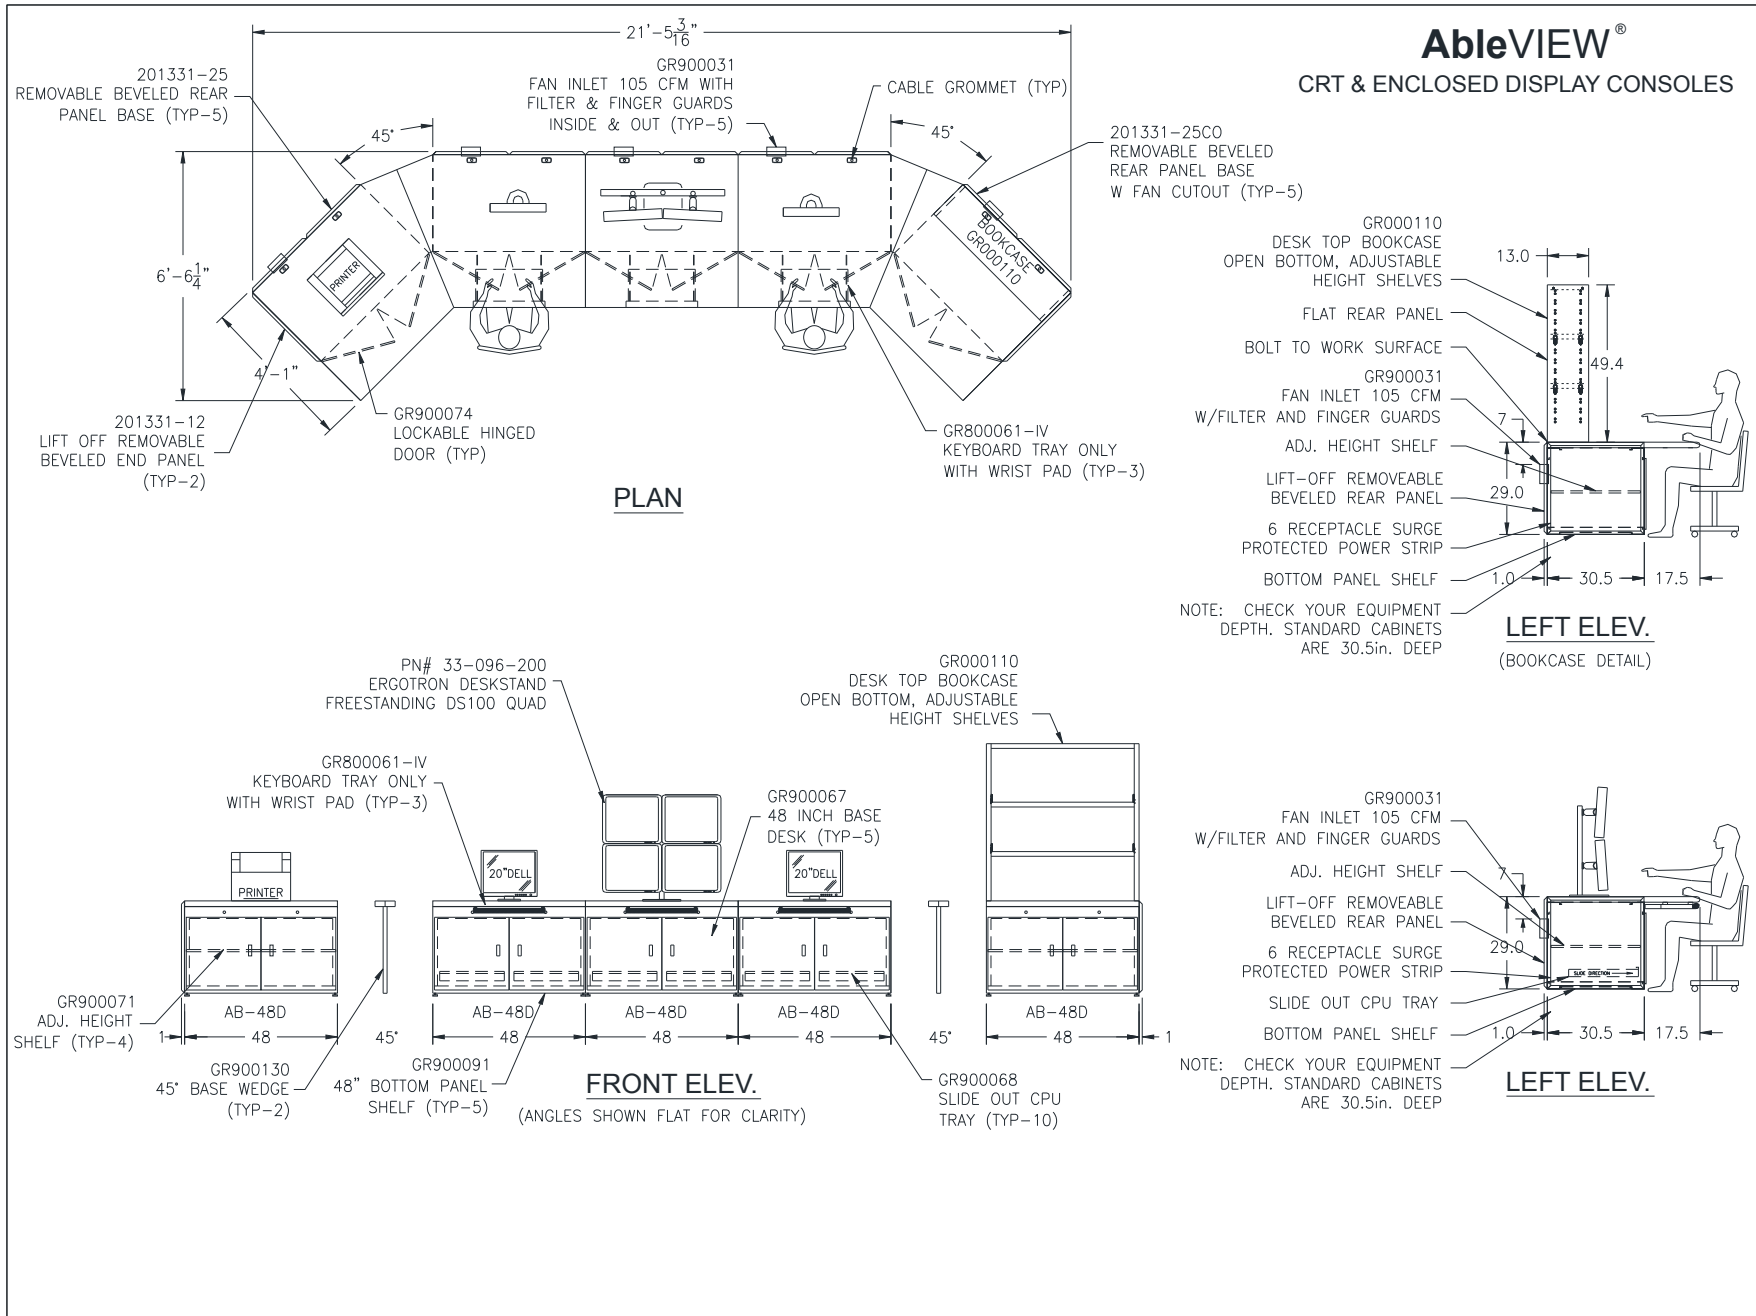 AbleVIEW®
CRT & ENCLOSED DISPLAY CONSOLES
21'-5 3/16"
201331-25
REMOVABLE BEVELED REAR
PANEL BASE (TYP-5)
GR900031
FAN INLET 105 CFM WITH
FILTER & FINGER GUARDS
INSIDE & OUT (TYP-5)
CABLE GROMMET (TYP)
45°
45°
201331-25CO
REMOVABLE BEVELED
REAR PANEL BASE
W FAN CUTOUT (TYP-5)
6'-6 1/4"
PRINTER
BOOKCASE
GR000110
4'-1"
201331-12
LIFT OFF REMOVABLE
BEVELED END PANEL
(TYP-2)
GR900074
LOCKABLE HINGED
DOOR (TYP)
GR800061-IV
KEYBOARD TRAY ONLY
WITH WRIST PAD (TYP-3)
PLAN
GR000110
DESK TOP BOOKCASE
OPEN BOTTOM, ADJUSTABLE
HEIGHT SHELVES
13.0
FLAT REAR PANEL
BOLT TO WORK SURFACE
49.4
GR900031
FAN INLET 105 CFM
W/FILTER AND FINGER GUARDS
7
ADJ. HEIGHT SHELF
LIFT-OFF REMOVEABLE
BEVELED REAR PANEL
29.0
6 RECEPTACLE SURGE
PROTECTED POWER STRIP
BOTTOM PANEL SHELF
1.0
30.5
17.5
NOTE: CHECK YOUR EQUIPMENT
DEPTH. STANDARD CABINETS
ARE 30.5in. DEEP
LEFT ELEV.
(BOOKCASE DETAIL)
PN# 33-096-200
ERGOTRON DESKSTAND
FREESTANDING DS100 QUAD
GR000110
DESK TOP BOOKCASE
OPEN BOTTOM, ADJUSTABLE
HEIGHT SHELVES
GR800061-IV
KEYBOARD TRAY ONLY
WITH WRIST PAD (TYP-3)
GR900067
48 INCH BASE
DESK (TYP-5)
PRINTER
20"DELL
20"DELL
GR900071
ADJ. HEIGHT
SHELF (TYP-4)
AB-48D
AB-48D
AB-48D
AB-48D
AB-48D
1
48
45°
48
48
48
45°
48
1
GR900130
45° BASE WEDGE
(TYP-2)
GR900091
48" BOTTOM PANEL
SHELF (TYP-5)
FRONT ELEV.
(ANGLES SHOWN FLAT FOR CLARITY)
GR900068
SLIDE OUT CPU
TRAY (TYP-10)
GR900031
FAN INLET 105 CFM
W/FILTER AND FINGER GUARDS
ADJ. HEIGHT SHELF
7
LIFT-OFF REMOVEABLE
BEVELED REAR PANEL
29.0
6 RECEPTACLE SURGE
PROTECTED POWER STRIP
SLIDE DIRECTION
SLIDE OUT CPU TRAY
BOTTOM PANEL SHELF
1.0
30.5
17.5
NOTE: CHECK YOUR EQUIPMENT
DEPTH. STANDARD CABINETS
ARE 30.5in. DEEP
LEFT ELEV.